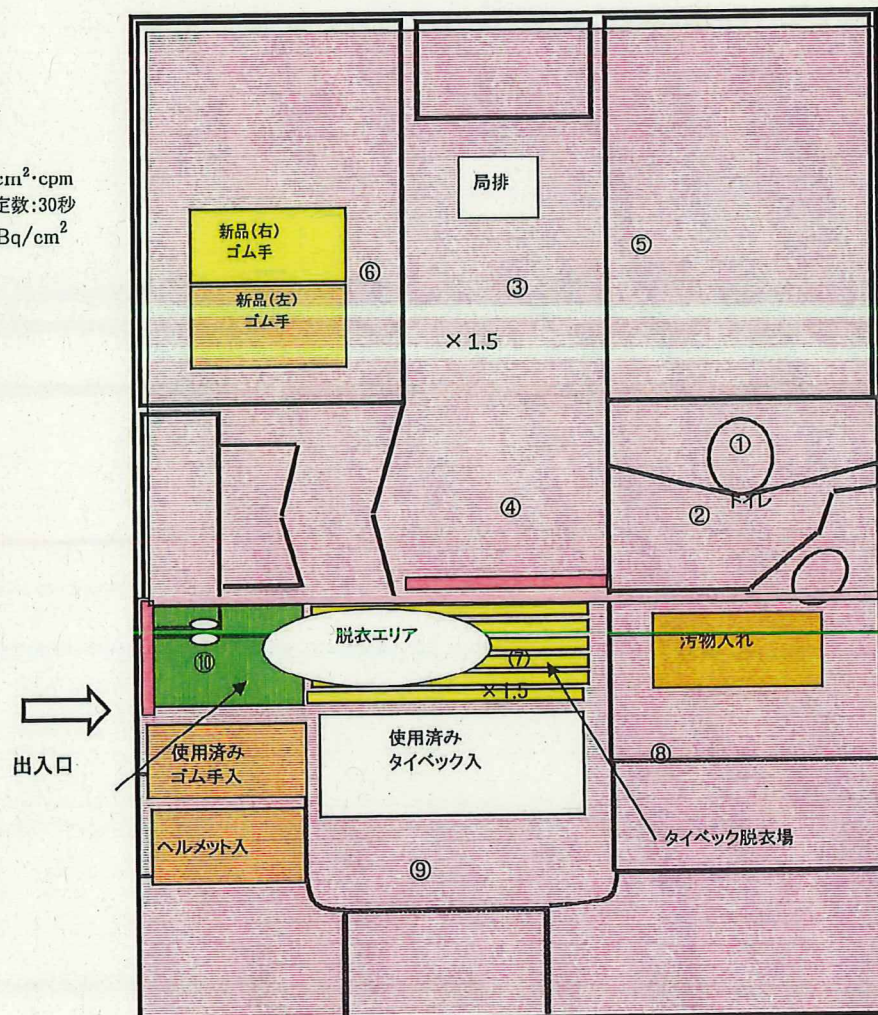 cm²·cpm
定数:30秒
Bq/cm²
局排
新品(右)
ゴム手
新品(左)
ゴム手
⑥
③
⑤
×1.5
①
④
②
トイレ
脱衣エリア
⑩
(7)
×1.5
汚物入れ
出入口
使用済み
ゴム手入
使用済み
タイベック入
⑧
ヘルメット入
タイベック脱衣場
⑨